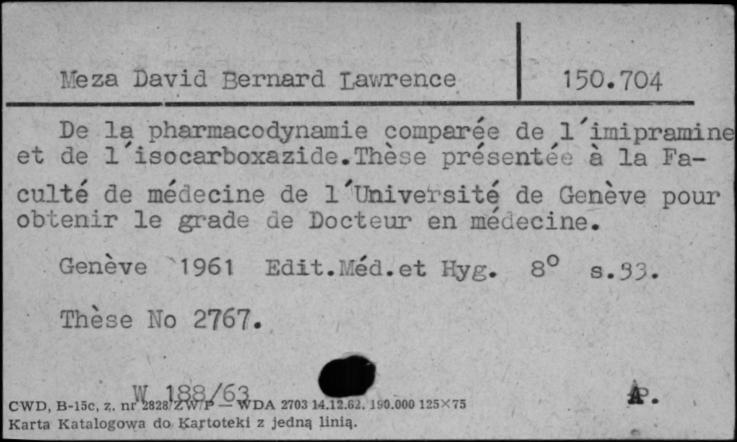 Meza David Bernard Lawrence 150.704
De la pharmacodynamie comparée de l'imipramine
et de l'isocarboxazide.Thèse présentée à la Fa-
culté de médecine de l'Université de Genève pour
obtenir le grade de Docteur en médecine.
Genève 1961 Edit.Méd.et Hyg. 8° s.
Thèse No 2767.
W 188/63
CWD, B-15c, z. nr 2828/ZW/P — WDA 2703 14.12.62. 190.000 125×75
Karta Katalogowa do Kartoteki z jedną linią.